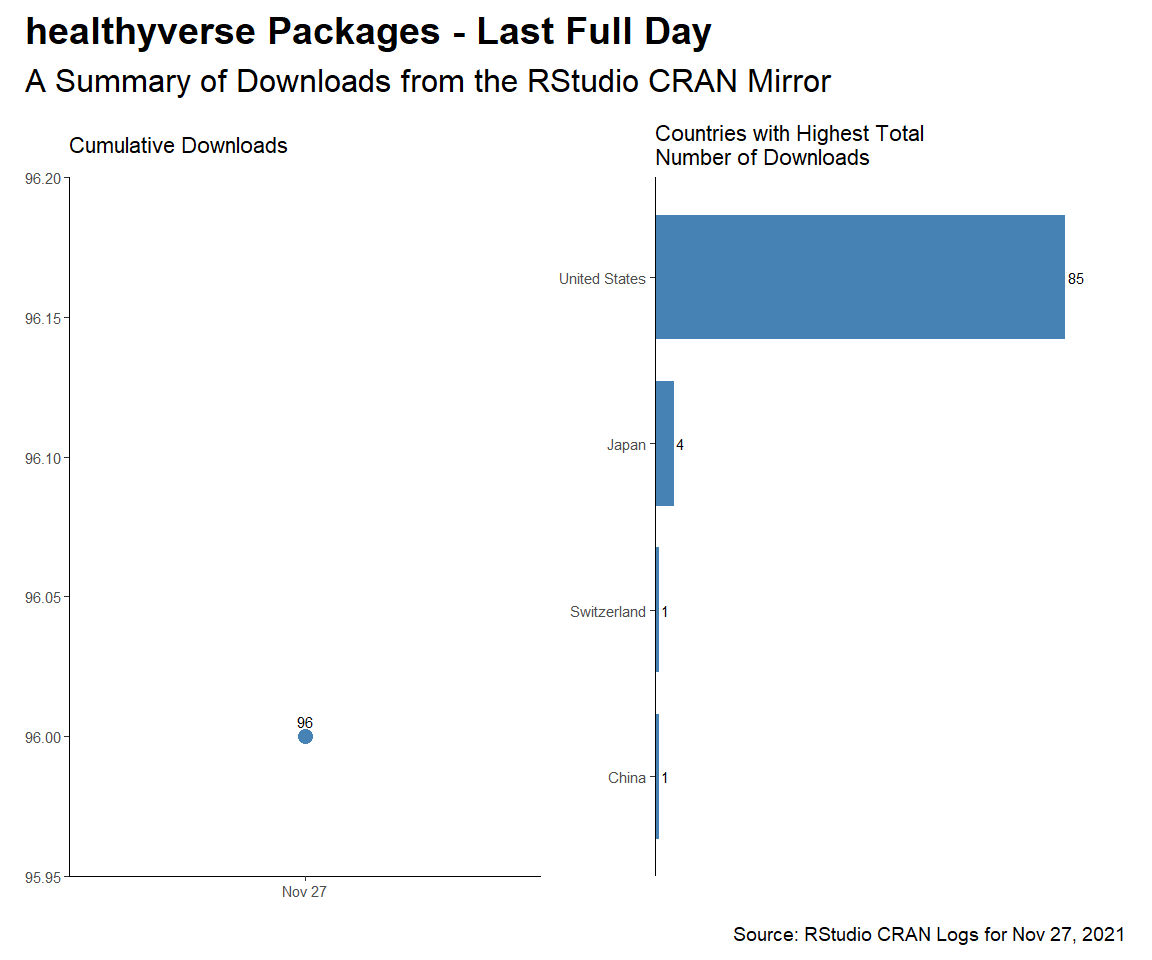 healthyverse Packages - Last Full Day
A Summary of Downloads from the RStudio CRAN Mirror
Cumulative Downloads
96.20
96.15
96.10
96.05
96.00
95.95
96
Nov 27
Countries with Highest Total
Number of Downloads
United States
85
Japan
4
Switzerland
1
China
1
Source: RStudio CRAN Logs for Nov 27, 2021